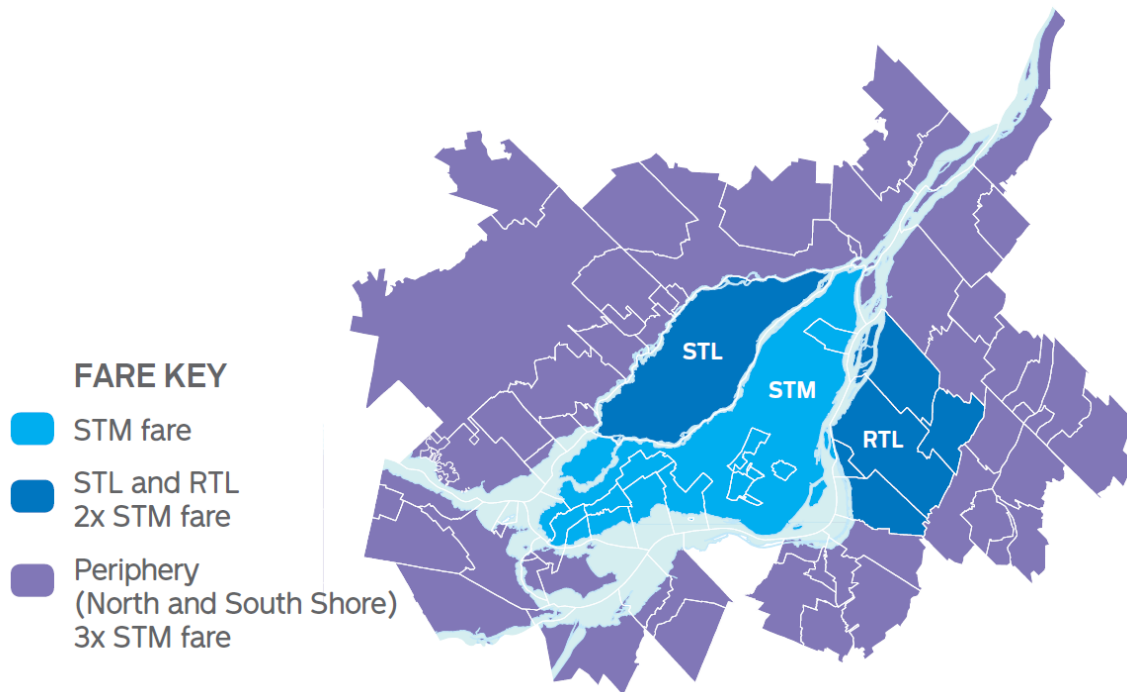 FARE KEY
STM fare
STL and RTL
2x STM fare
Periphery
(North and South Shore)
3x STM fare
STL
STM
RTL